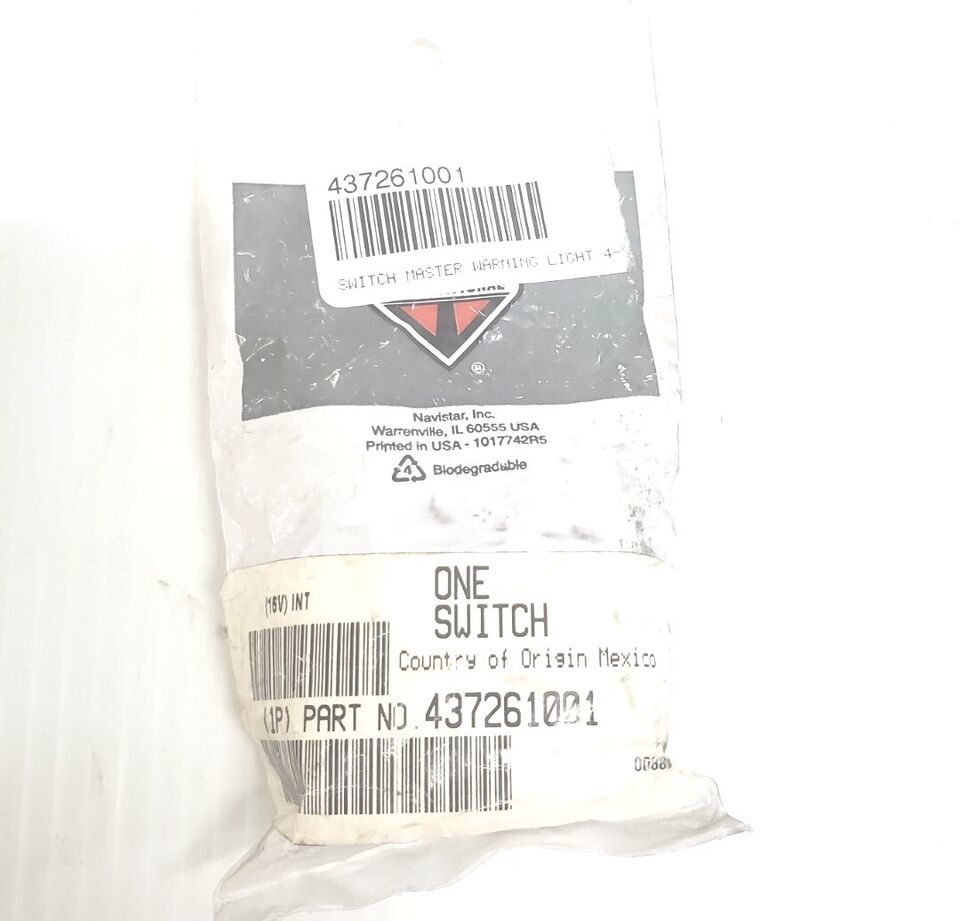 437261001
SWITCH MASTER WARNING LIGHT 4-
®
Navistar, Inc.
Warrenville, IL 60555 USA
Printed in USA - 1017742R5
4 Biodegradable
(16V) INT
ONE
SWITCH
Country of Origin Mexico
(1P) PART NO. 437261001